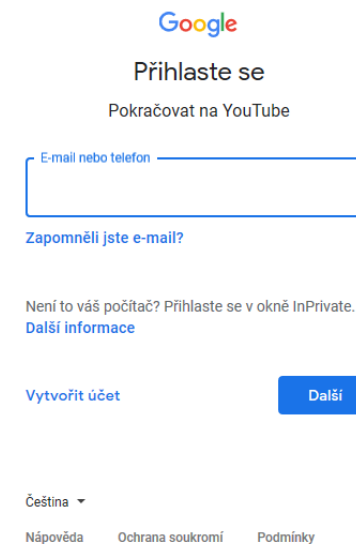 Google
Přihlaste se
Pokračovat na YouTube
E-mail nebo telefon
Zapomněli jste e-mail?
Není to váš počítač? Přihlaste se v okně InPrivate.
Další informace
Vytvořit účet Další
Čeština
Nápověda Ochrana soukromí Podmínky